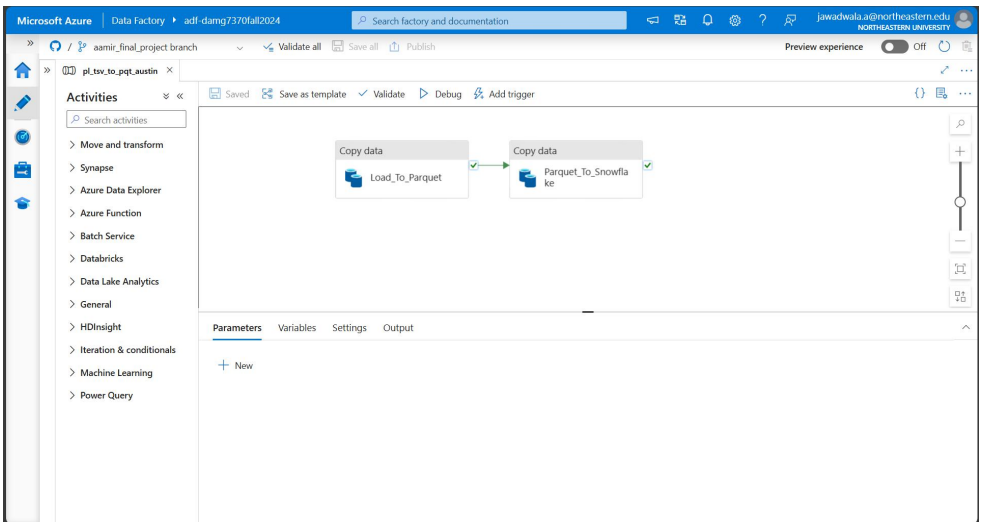 Microsoft Azure | Data Factory ▸ adf-damg7370fall2024
Search factory and documentation
jawadwala.a@northeastern.edu
NORTHEASTERN UNIVERSITY
/ aamir_final_project branch
Validate all
Save all
Publish
Preview experience
Off
pl_tsv_to_pqt_austin
Activities
Saved
Save as template
Validate
Debug
Add trigger
Search activities
Move and transform
Synapse
Azure Data Explorer
Azure Function
Batch Service
Databricks
Data Lake Analytics
General
HDInsight
Iteration & conditionals
Machine Learning
Power Query
Copy data
Load_To_Parquet
Copy data
Parquet_To_Snowfla
ke
Parameters
Variables
Settings
Output
New